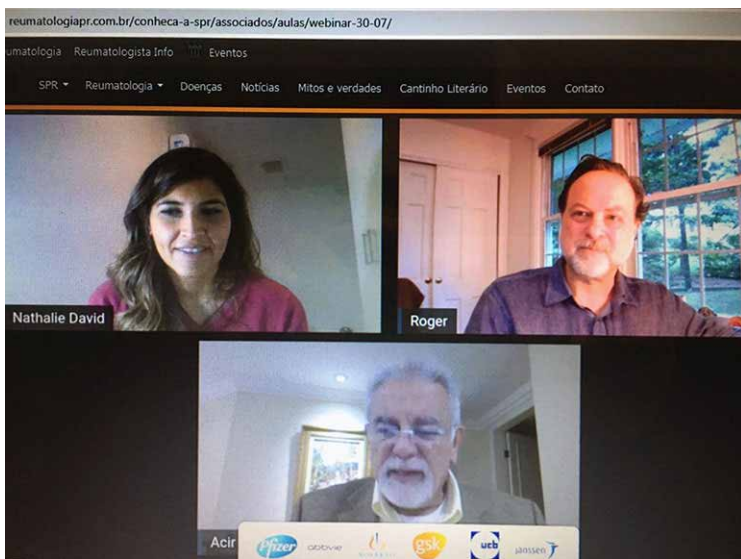 reumatologiapr.com.br/conheca-a-spr/associados/aulas/webinar-30-07/
umatologia Reumatologista Info Eventos
SPR Reumatologia Doenças Notícias Mitos e verdades Cantinho Literário Eventos Contato
Nathalie David
Roger
Acir
Pfizer abbvie gsk ucb janssen